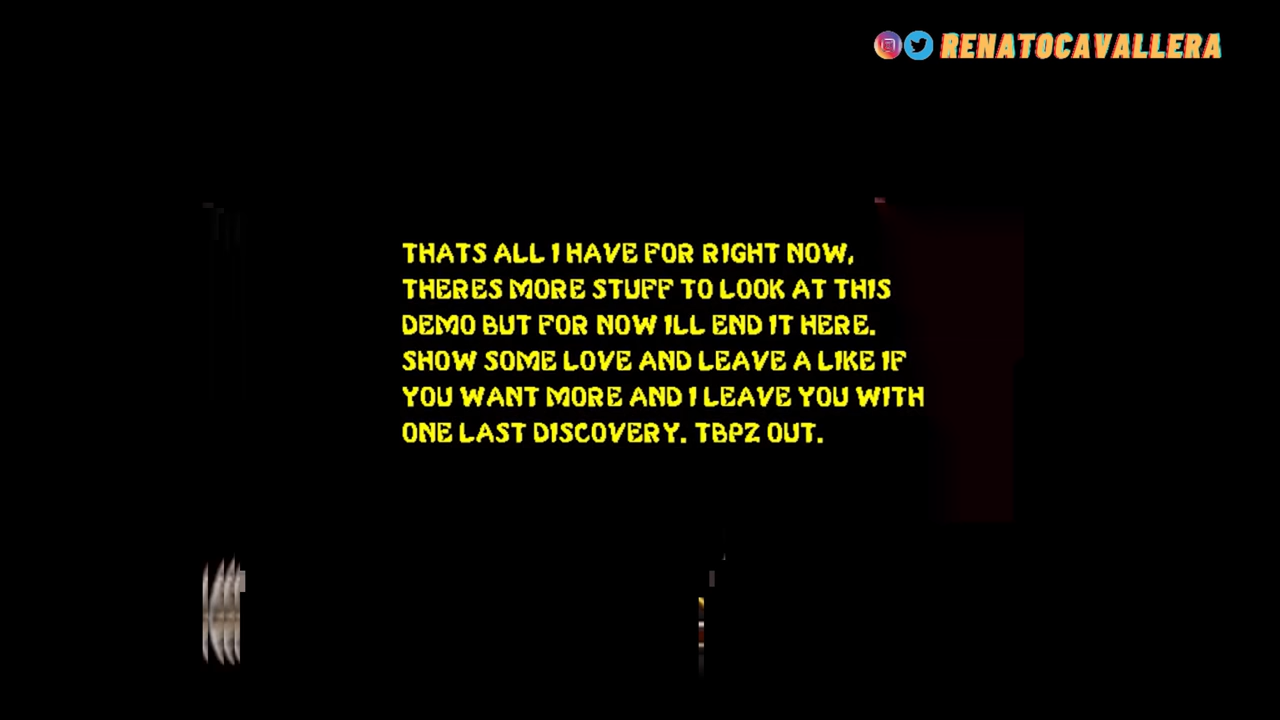 RENATOCAVALLERA
THATS ALL I HAVE FOR RIGHT NOW,
THERES MORE STUFF TO LOOK AT THIS
DEMO BUT FOR NOW ILL END IT HERE.
SHOW SOME LOVE AND LEAVE A LIKE IF
YOU WANT MORE AND I LEAVE YOU WITH
ONE LAST DISCOVERY. TBPZ OUT.